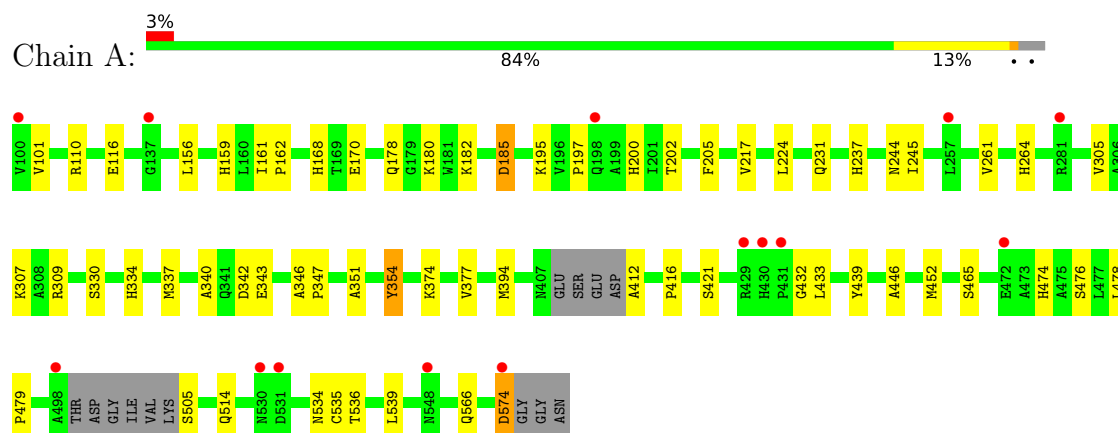 3%
Chain A:
84% 13% • •
V100 V101 R110 E116 G137 L156 H159 L160 I161 P162 H168 T169 E170 Q178 G179 K180 W181 K182 D185 K195 V196 P197 Q198 A199 H200 I201 T202 F205 V217 L224 Q231 H237 N244 I245 L257 V261 H264 R281 V305 A306
K307 A308 R309 S330 H334 M337 A340 Q341 D342 E343 A346 P347 A351 Y354 K374 V377 M394 N407 GLU SER GLU ASP A412 P416 S421 R429 H430 P431 G432 L433 Y439 A446 M452 S465 E472 A473 H474 A475 S476 L477 L478
P479 A498 THR ASP GLY ILE VAL LYS S505 Q514 N530 D531 N534 C535 T536 L539 N548 Q566 D574 GLY GLY ASN